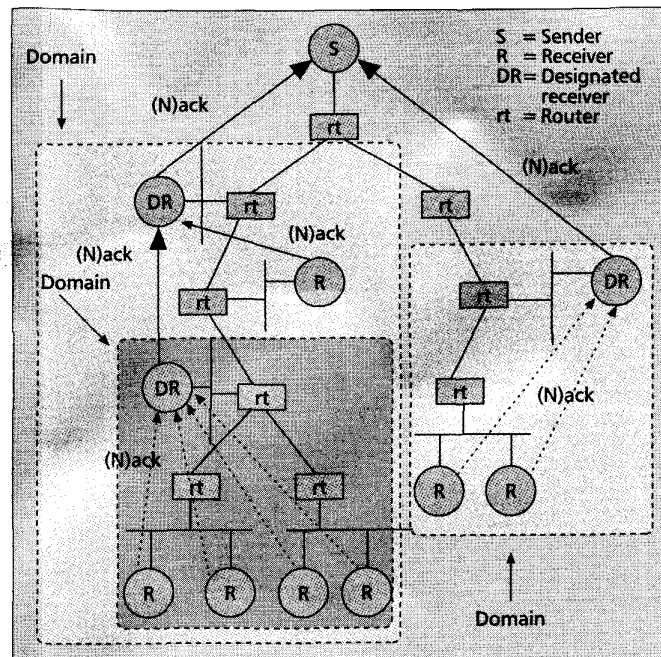 S
S = Sender
R = Receiver
DR= Designated
receiver
rt = Router
Domain
(N)ack
rt
(N)ack
DR
rt
rt
(N)ack
(N)ack
Domain
R
DR
rt
rt
DR
rt
rt
(N)ack
(N)ack
rt
rt
R
R
R
R
R
R
Domain